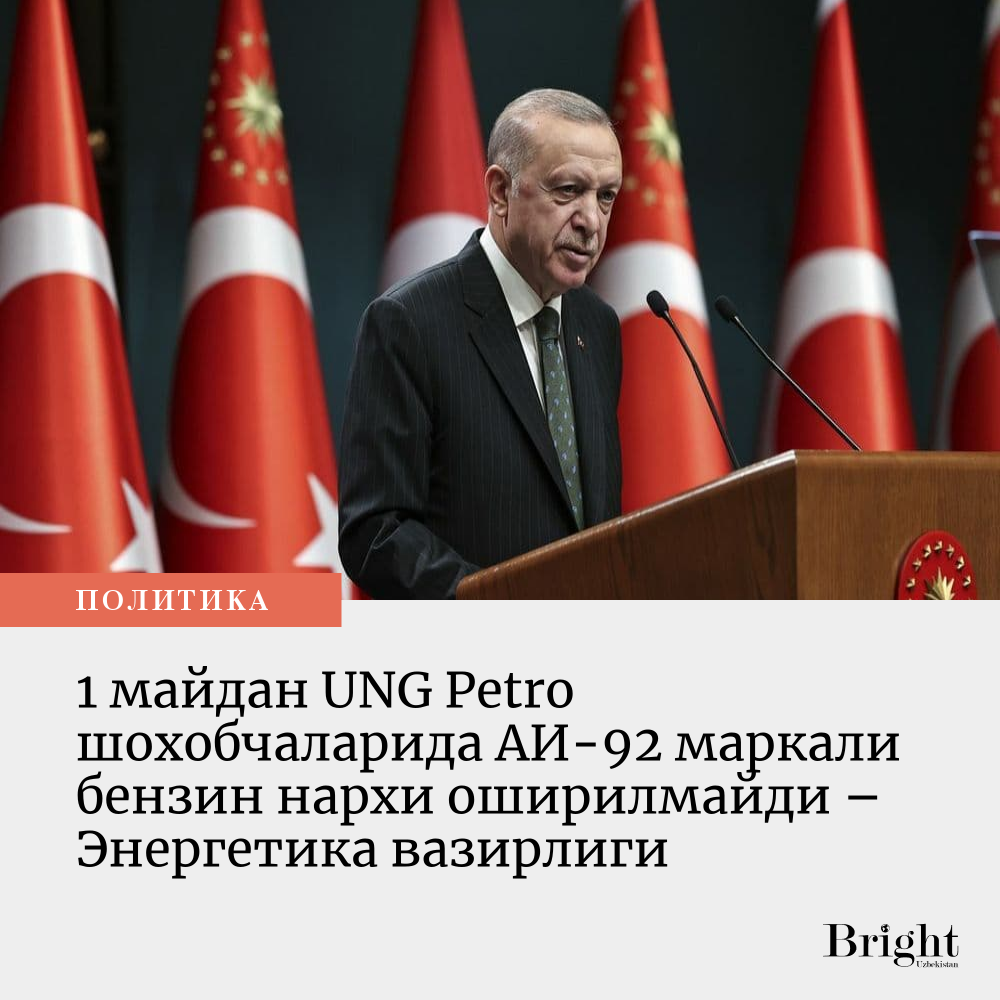 ПОЛИТИКА
1 майдан UNG Petro
шохобчаларида АИ-92 маркали
бензин нархи оширилмайди –
Энергетика вазирлиги
Bright
Uzbekistan